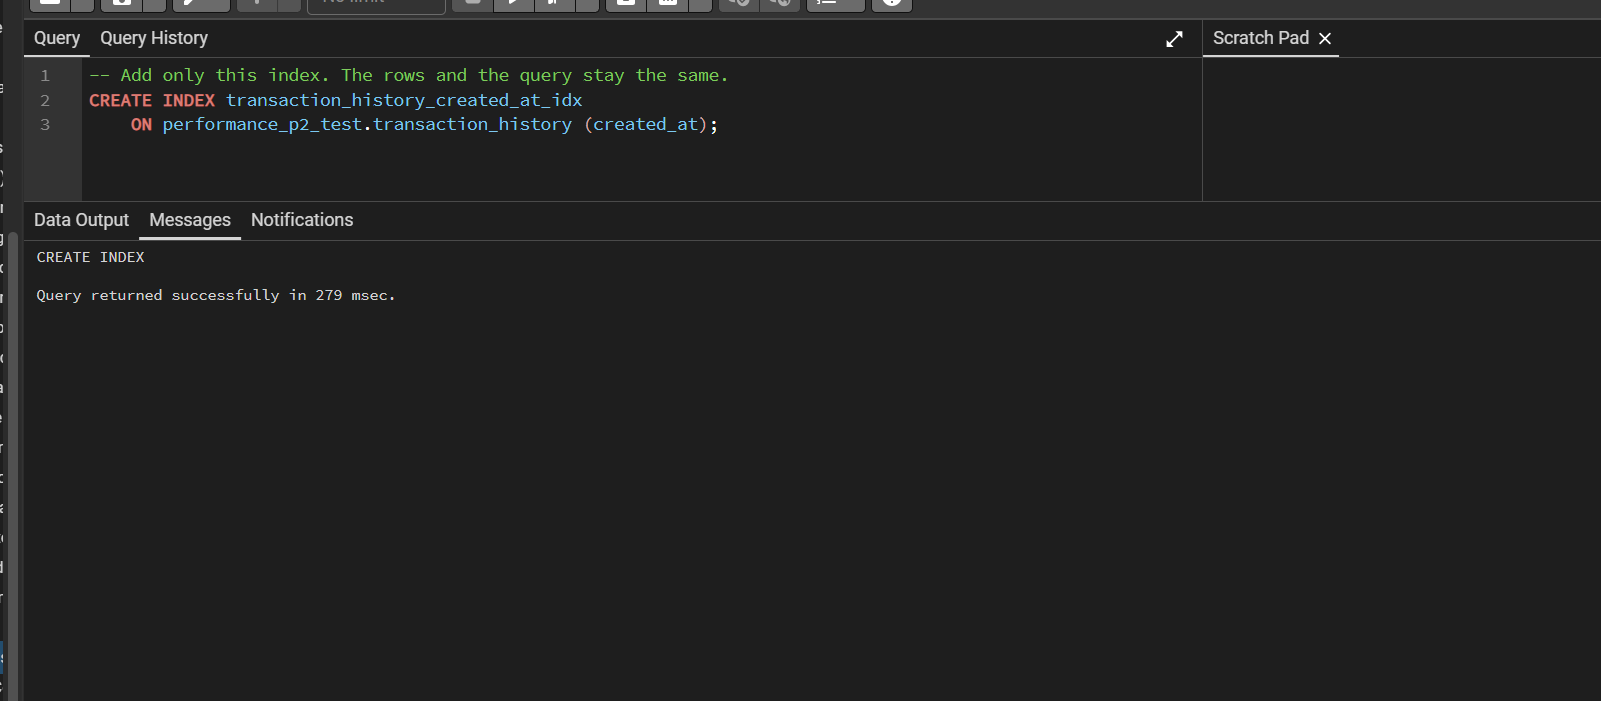 Query Query History Scratch Pad
1 -- Add only this index. The rows and the query stay the same.
2 CREATE INDEX transaction_history_created_at_idx
3 ON performance_p2_test.transaction_history (created_at);
Data Output Messages Notifications
CREATE INDEX
Query returned successfully in 279 msec.